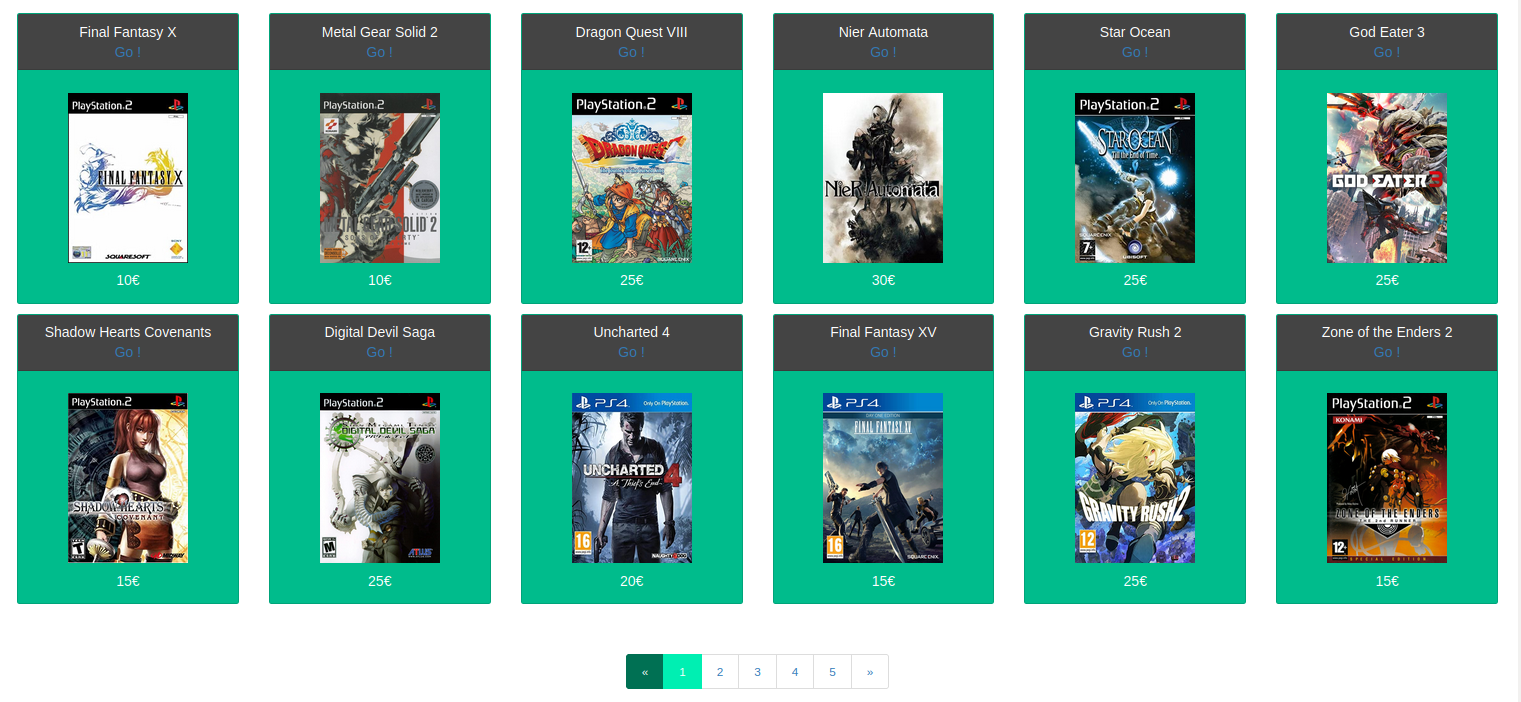 Final Fantasy X
Go !
Metal Gear Solid 2
Go !
Dragon Quest VIII
Go !
Nier Automata
Go !
Star Ocean
Go !
God Eater 3
Go !
PlayStation.2
FINAL FANTASY X
SQUARESOFT
PlayStation.2
METAL GEAR SOLID 2
PlayStation.2
DRAGON QUEST
12+
SQUARE ENIX
NieR:Automata
PlayStation.2
STAR OCEAN
Till the End of Time
SQUARE ENIX
7+
UBISOFT
GOD EATER 3
10€
10€
25€
30€
25€
25€
Shadow Hearts Covenants
Go !
Digital Devil Saga
Go !
Uncharted 4
Go !
Final Fantasy XV
Go !
Gravity Rush 2
Go !
Zone of the Enders 2
Go !
PlayStation.2
SHADOW HEARTS
COVENANT
T
MIDWAY
PlayStation.2
DIGITAL DEVIL SAGA
M
ATLUS
PS4
Only On PlayStation.
UNCHARTED 4
A Thief's End
16
NAUGHTY DOG
PS4
DAY ONE EDITION
FINAL FANTASY XV
16
SQUARE ENIX
PS4
Only On PlayStation.
GRAVITY RUSH 2
12
PlayStation.2
KONAMI
ZONE OF THE ENDERS
THE 2nd RUNNER
12+
SPECIAL EDITION
15€
25€
20€
15€
25€
15€
« 1 2 3 4 5 »